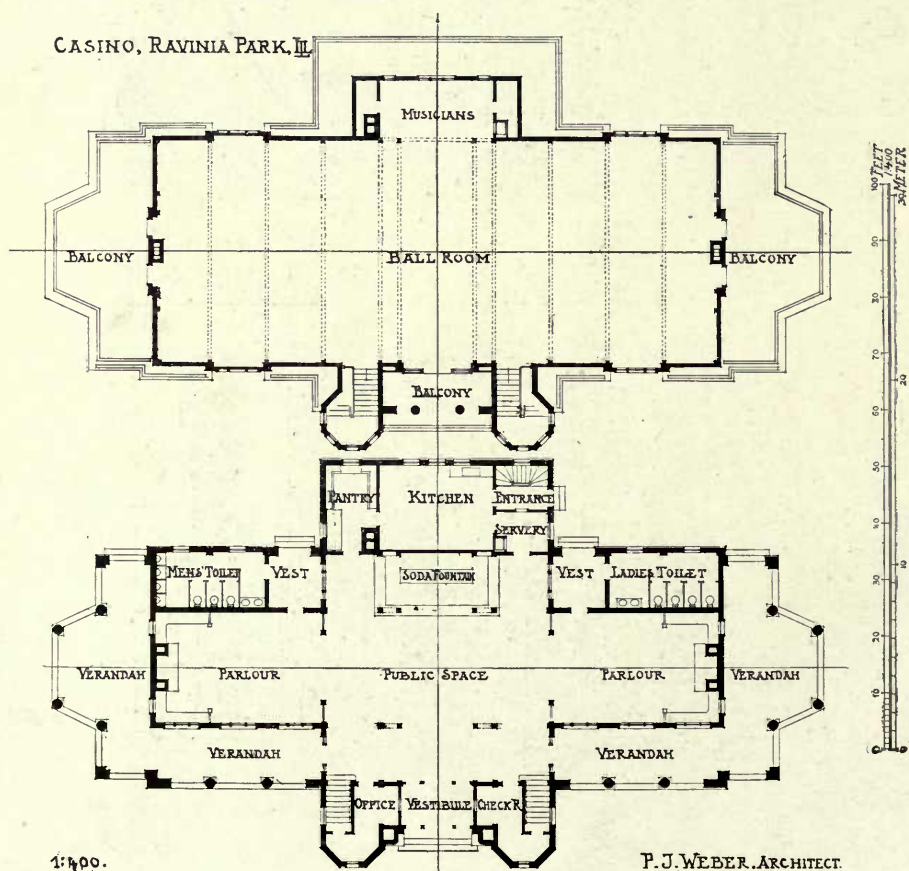 CASINO, RAVINIA PARK, ILL
MUSICIANS
BALCONY
BALL ROOM
BALCONY
BALCONY
PANTRY
KITCHEN
ENTRANCE
SERVERY
MENS' TOILET
VEST
SODA FOUNTAIN
VEST
LADIES TOILET
VERANDAH
PARLOUR
PUBLIC SPACE
PARLOUR
VERANDAH
VERANDAH
VERANDAH
OFFICE
VESTIBULE
CHECK R.
100 FEET
1:400
30 METER
90
80
70
60
50
40
30
20
10
0
20
10
0
1:400.
P.J. WEBER. ARCHITECT.